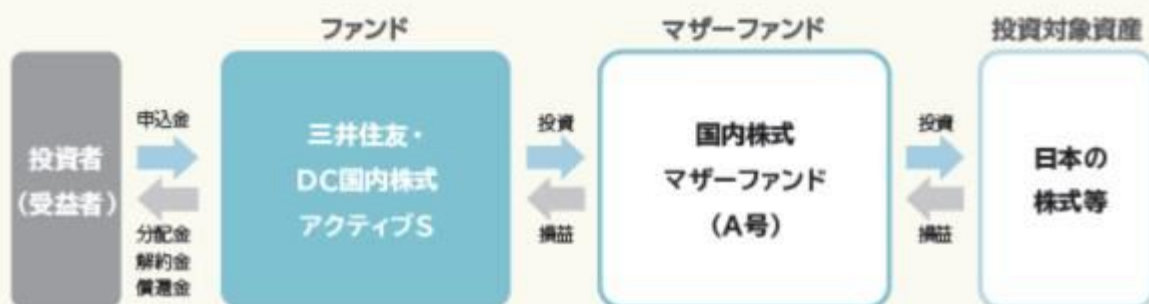 ファンド
マザーファンド
投資対象資産
投資者
(受益者)
申込金
分配金
解約金
償還金
三井住友・
DC国内株式
アクティブS
投資
損益
国内株式
マザーファンド
(A号)
投資
損益
日本の
株式等